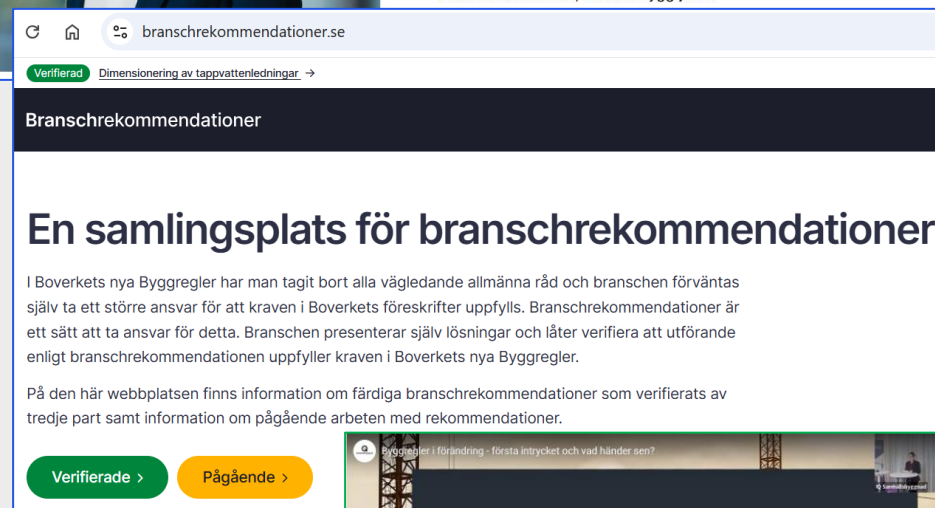 branschrekommendationer.se
Verifierad Dimensionering av tappvattenledningar →
Branschrekommendationer
En samlingsplats för branschrekommendationer
I Boverkets nya Byggregler har man tagit bort alla vägledande allmänna råd och branschen förväntas
själv ta ett större ansvar för att kraven i Boverkets föreskrifter uppfylls. Branschrekommendationer är
ett sätt att ta ansvar för detta. Branschen presenterar själv lösningar och låter verifiera att utförande
enligt branschrekommendationen uppfyller kraven i Boverkets nya Byggregler.
På den här webbplatsen finns information om färdiga branschrekommendationer som verifierats av
tredje part samt information om pågående arbeten med rekommendationer.
Verifierade >
Pågående >
Byggregler i förändring - första intrycket och vad händer sen?